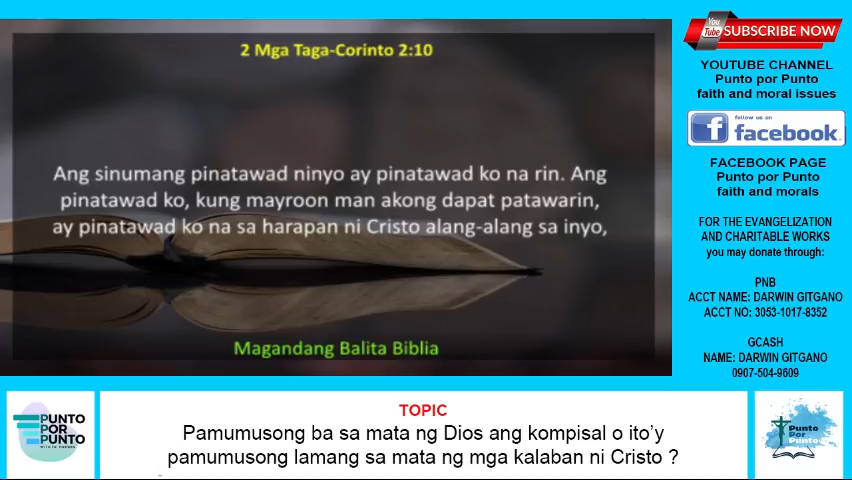 2 Mga Taga-Corinto 2:10
Ang sinumang pinatawad ninyo ay pinatawad ko na rin. Ang
pinatawad ko, kung mayroon man akong dapat patawarin,
ay pinatawad ko na sa harapan ni Cristo alang-alang sa inyo,
Magandang Balita Biblia
You
Tube
SUBSCRIBE NOW
YOUTUBE CHANNEL
Punto por Punto
faith and moral issues
follow us on
facebook
FACEBOOK PAGE
Punto por Punto
faith and morals
FOR THE EVANGELIZATION
AND CHARITABLE WORKS
you may donate through:
PNB
ACCT NAME: DARWIN GITGANO
ACCT NO: 3053-1017-8352
GCASH
NAME: DARWIN GITGANO
0907-504-9609
PUNTO
POR
PUNTO
TOPIC
Pamumusong ba sa mata ng Dios ang kompisal o ito'y
pamumusong lamang sa mata ng mga kalaban ni Cristo ?
Punto
Por
Punto